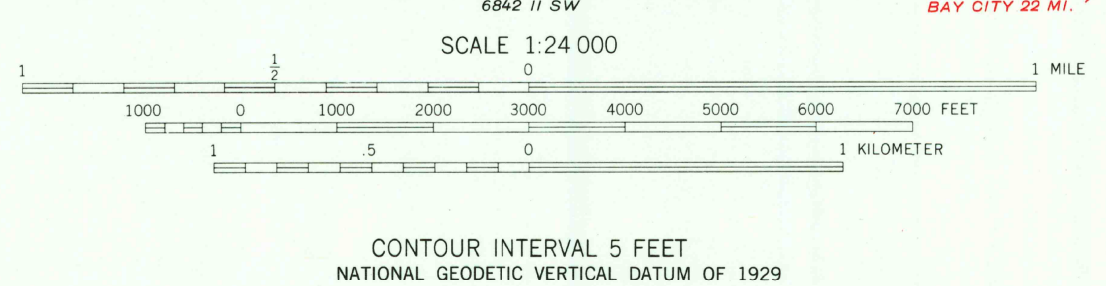 6842 II SW
BAY CITY 22 MI.
SCALE 1:24 000
1 1/2 0 1 MILE
1000 0 1000 2000 3000 4000 5000 6000 7000 FEET
1 .5 0 1 KILOMETER
CONTOUR INTERVAL 5 FEET
NATIONAL GEODETIC VERTICAL DATUM OF 1929